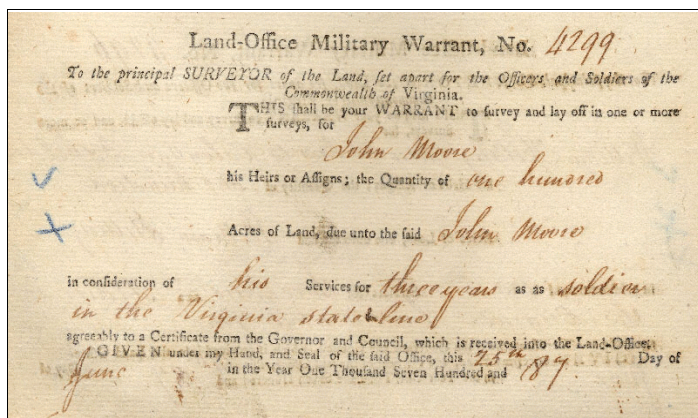 Land-Office Military Warrant, No. 4299
To the principal SURVEYOR of the Land, set apart for the Officers and Soldiers of the
Commonwealth of Virginia.
THIS shall be your WARRANT to survey and lay off in one or more
surveys, for
John Moore
his Heirs or Assigns; the Quantity of one hundred
Acres of Land, due unto the said John Moore
in consideration of his Services for three years as as soldier
in the Virginia state line
agreeably to a Certificate from the Governor and Council, which is received into the Land-Office.
GIVEN under my Hand, and Seal of the said Office, this 25th Day of
June in the Year One Thousand Seven Hundred and 87.